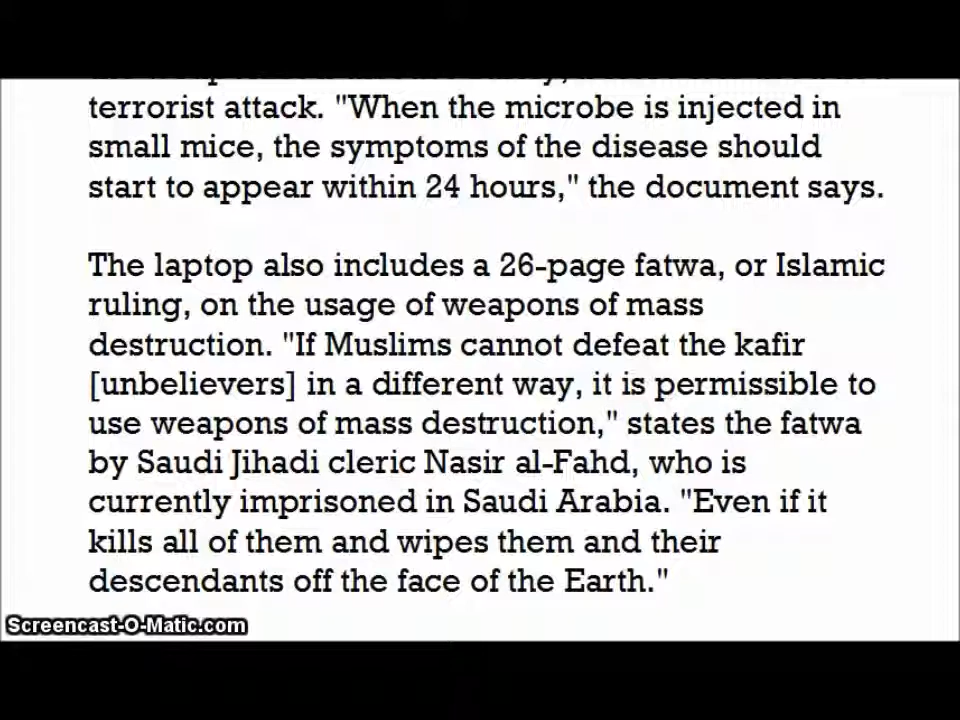 terrorist attack. "When the microbe is injected in
small mice, the symptoms of the disease should
start to appear within 24 hours," the document says.
The laptop also includes a 26-page fatwa, or Islamic
ruling, on the usage of weapons of mass
destruction. "If Muslims cannot defeat the kafir
[unbelievers] in a different way, it is permissible to
use weapons of mass destruction," states the fatwa
by Saudi Jihadi cleric Nasir al-Fahd, who is
currently imprisoned in Saudi Arabia. "Even if it
kills all of them and wipes them and their
descendants off the face of the Earth."
Screencast-O-Matic.com